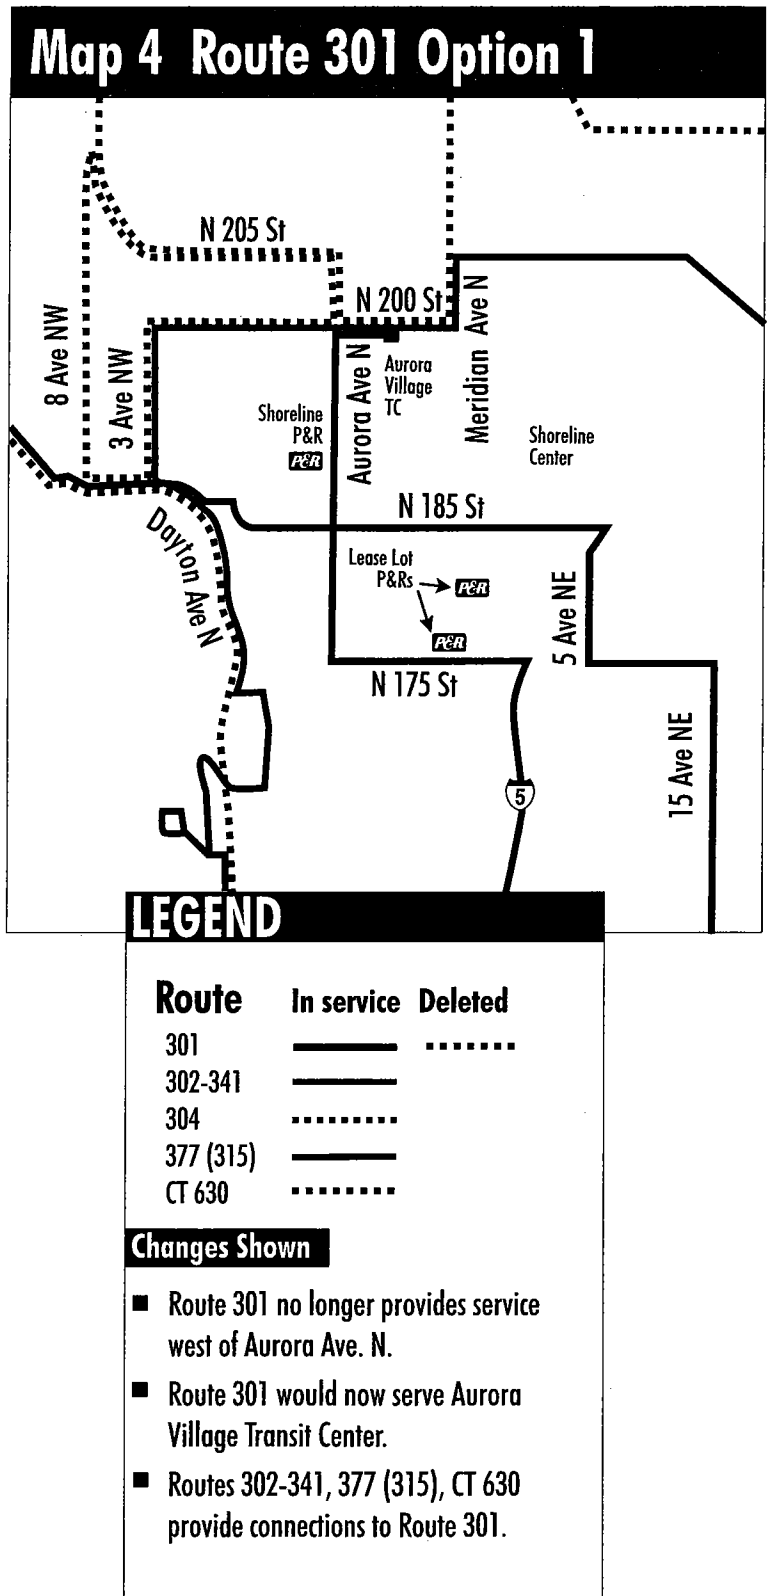 Map 4 Route 301 Option 1
N 205 St
N 200 St
8 Ave NW
3 Ave NW
Aurora Ave N
Meridian Ave N
Aurora
Village
TC
Shoreline
P&R
P&R
Shoreline
Center
N 185 St
Dayton Ave N
Lease Lot
P&Rs
P&R
P&R
5 Ave NE
N 175 St
15 Ave NE
5
LEGEND
Route In service Deleted
301
302-341
304
377 (315)
CT 630
Changes Shown
■ Route 301 no longer provides service
west of Aurora Ave. N.
■ Route 301 would now serve Aurora
Village Transit Center.
■ Routes 302-341, 377 (315), CT 630
provide connections to Route 301.